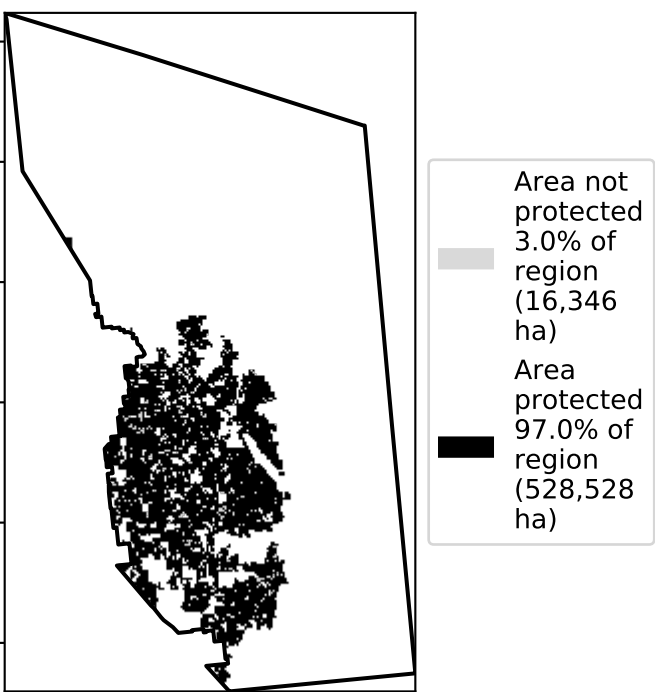 Area not
protected
3.0% of
region
(16,346
ha)
Area
protected
97.0% of
region
(528,528
ha)